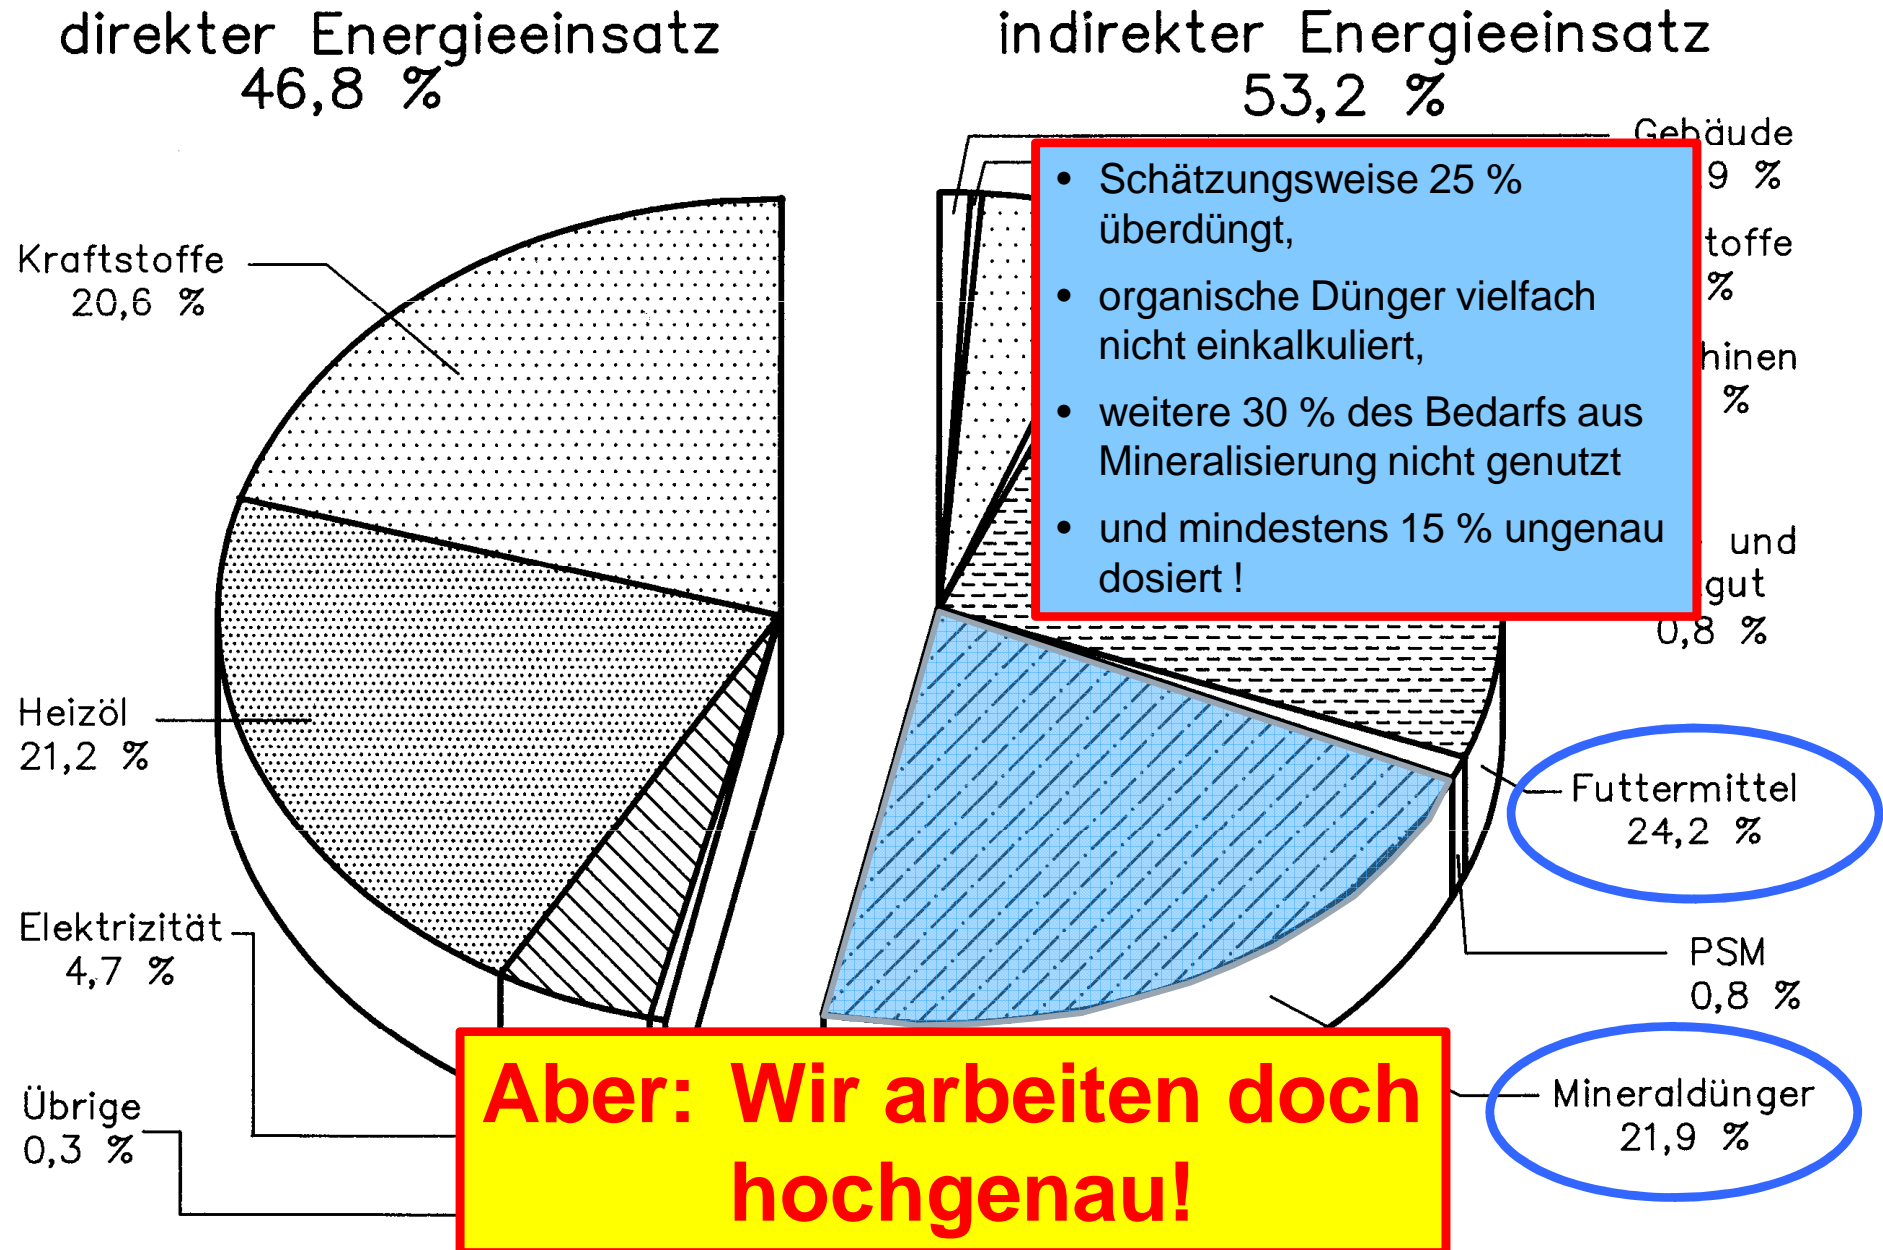 direkter Energieeinsatz
46,8 %
indirekter Energieeinsatz
53,2 %
Kraftstoffe
20,6 %
Heizöl
21,2 %
Elektrizität
4,7 %
Übrige
0,3 %
Gebäude
9 %
toffe
%
hinen
%
und
gut
0,8 %
Futtermittel
24,2 %
PSM
0,8 %
Mineraldünger
21,9 %
• Schätzungsweise 25 %
überdüngt,
• organische Dünger vielfach
nicht einkalkuliert,
• weitere 30 % des Bedarfs aus
Mineralisierung nicht genutzt
• und mindestens 15 % ungenau
dosiert !
Aber: Wir arbeiten doch
hochgenau!